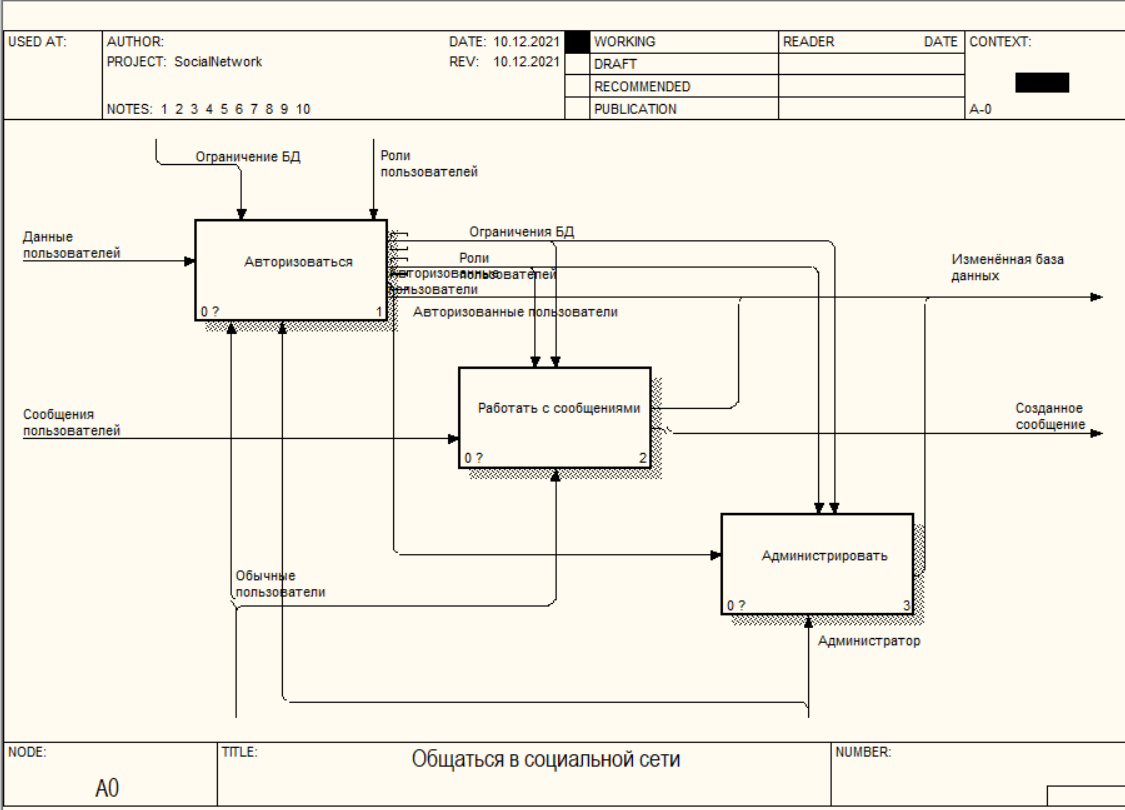 USED AT:
AUTHOR:
DATE: 10.12.2021
WORKING
READER
DATE
CONTEXT:
PROJECT: SocialNetwork
REV: 10.12.2021
DRAFT
RECOMMENDED
NOTES: 1 2 3 4 5 6 7 8 9 10
PUBLICATION
A-0
Ограничение БД
Роли
пользователей
Данные
пользователей
Авторизоваться
0 ?
1
Ограничения БД
Роли
пользователей
Авторизованные
пользователи
Авторизованные пользователи
Изменённая база
данных
Сообщения
пользователей
Работать с сообщениями
0 ?
2
Созданное
сообщение
Администрировать
0 ?
3
Обычные
пользователи
Администратор
NODE:
TITLE:
Общаться в социальной сети
NUMBER:
A0